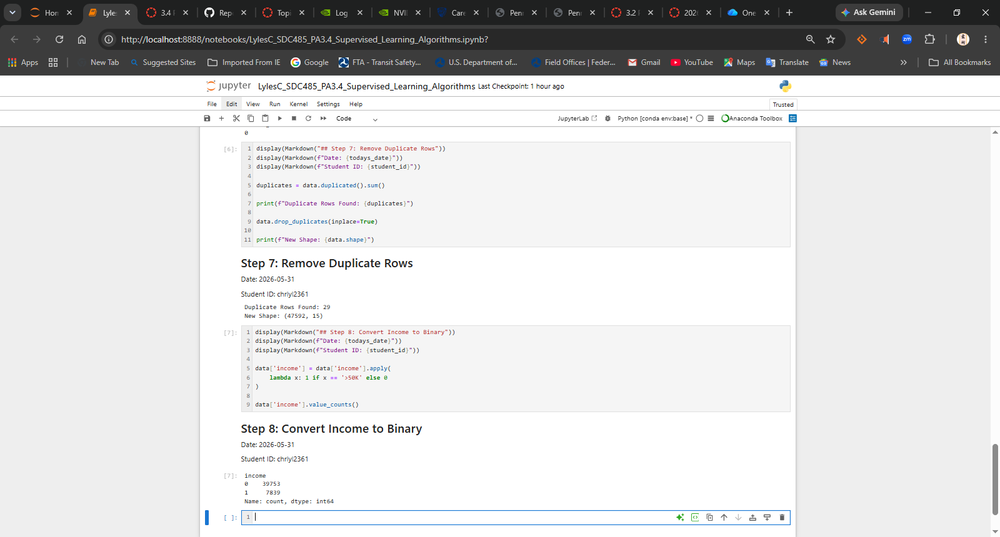 Hor
Lyles
3.4 F
Repo
Topi
Log
NVII
Care
Penn
Penn
3.2 F
202
One
Ask Gemini
http://localhost:8888/notebooks/LylesC_SDC485_PA3.4_Supervised_Learning_Algorithms.ipynb?
zm
Apps
New Tab
Suggested Sites
Imported From IE
Google
FTA - Transit Safety...
U.S. Department of...
Field Offices | Feder...
Gmail
YouTube
Maps
Translate
News
All Bookmarks
jupyter LylesC_SDC485_PA3.4_Supervised_Learning_Algorithms Last Checkpoint: 1 hour ago
File Edit View Run Kernel Settings Help
Trusted
Code
JupyterLab
Python [conda env:base] *
Anaconda Toolbox
0
[6]:
1 display(Markdown("## Step 7: Remove Duplicate Rows"))
2 display(Markdown(f"Date: {todays_date}"))
3 display(Markdown(f"Student ID: {student_id}"))
4
5 duplicates = data.duplicated().sum()
6
7 print(f"Duplicate Rows Found: {duplicates}")
8
9 data.drop_duplicates(inplace=True)
10
11 print(f"New Shape: {data.shape}")
Step 7: Remove Duplicate Rows
Date: 2026-05-31
Student ID: chrlyl2361
Duplicate Rows Found: 29
New Shape: (47592, 15)
[7]:
1 display(Markdown("## Step 8: Convert Income to Binary"))
2 display(Markdown(f"Date: {todays_date}"))
3 display(Markdown(f"Student ID: {student_id}"))
4
5 data['income'] = data['income'].apply(
6     lambda x: 1 if x == '>50K' else 0
7 )
8
9 data['income'].value_counts()
Step 8: Convert Income to Binary
Date: 2026-05-31
Student ID: chrlyl2361
[7]: income
0    39753
1     7839
Name: count, dtype: int64
[ ]: 1